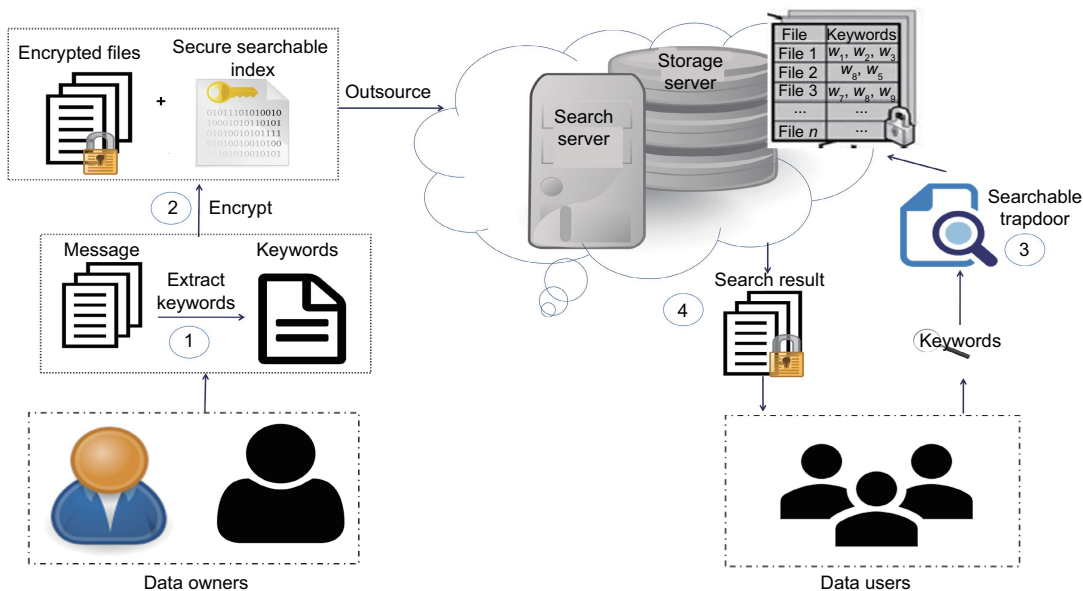 Encrypted files
+
Secure searchable
index
01011101010010
10001010110101
01010010101111
01010010010100
01010010010101
Outsource
Search
server
Storage
server
File Keywords
File 1 w1, w2, w3
File 2 w8, w5
File 3 w7, w8, w9
... ...
File n ...
2
Encrypt
Message
Extract
keywords
1
Keywords
Data owners
Searchable
trapdoor
3
Search result
4
Keywords
Data users